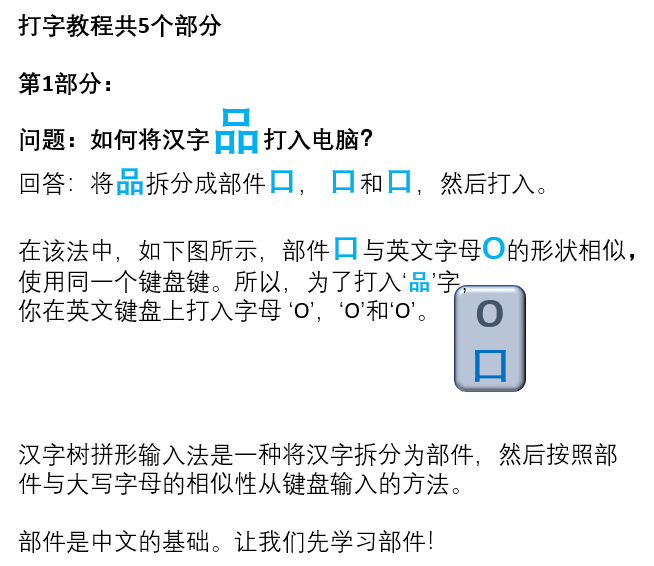 打字教程共5个部分
第1部分：
问题：如何将汉字品打入电脑？
回答：将品拆分成部件口， 口和口，然后打入。
在该法中，如下图所示，部件口与英文字母O的形状相似，
使用同一个键盘键。所以，为了打入‘品’字，
你在英文键盘上打入字母 ‘O’，‘O’和‘O’。
O
口
汉字树拼形输入法是一种将汉字拆分为部件，然后按照部
件与大写字母的相似性从键盘输入的方法。
部件是中文的基础。让我们先学习部件！